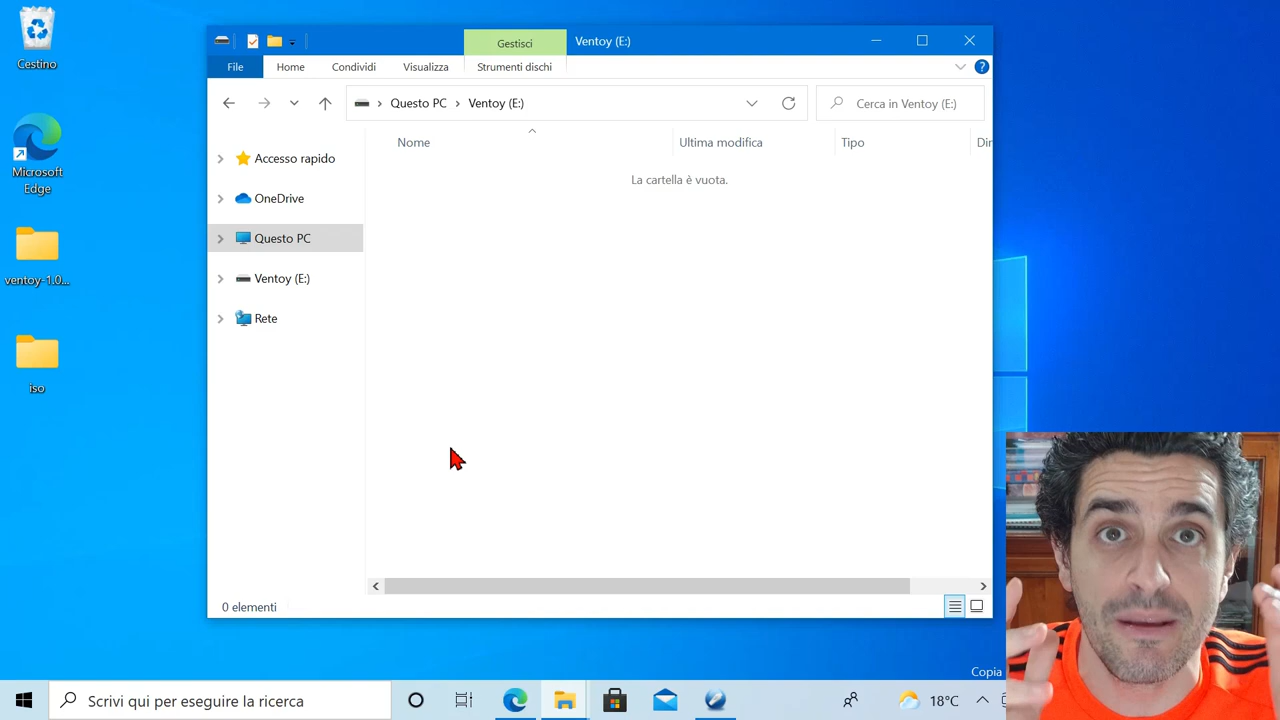 Cestino
Microsoft
Edge
ventoy-1.0...
iso
Gestisci
Ventoy (E:)
File
Home
Condividi
Visualizza
Strumenti dischi
Questo PC
Ventoy (E:)
Cerca in Ventoy (E:)
Nome
Ultima modifica
Tipo
Dir
La cartella è vuota.
Accesso rapido
OneDrive
Questo PC
Ventoy (E:)
Rete
0 elementi
Copia
Scrivi qui per eseguire la ricerca
18°C